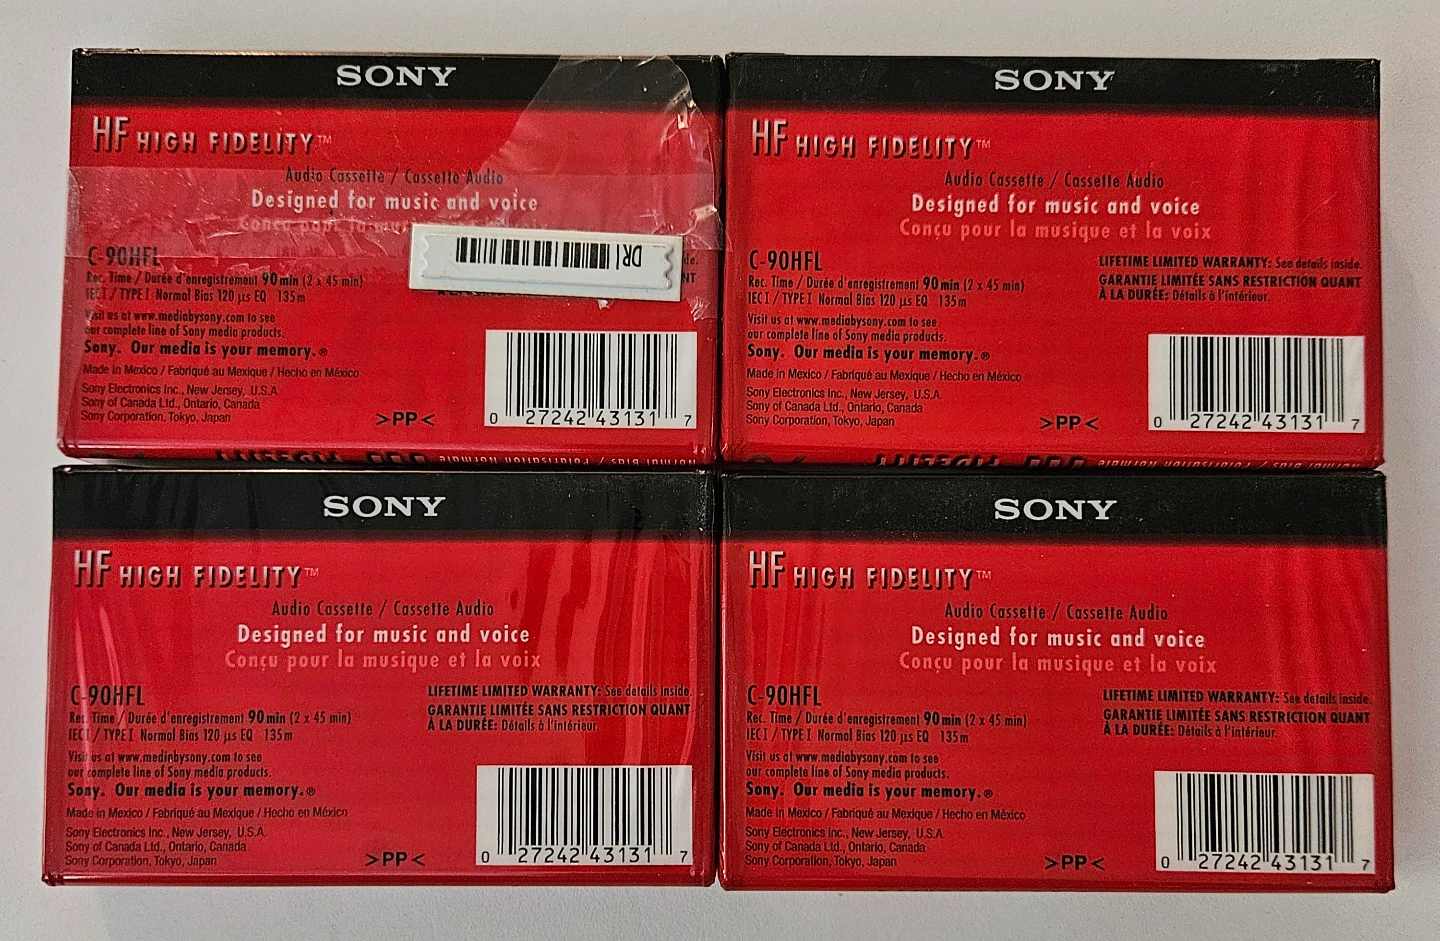 SONY
HF HIGH FIDELITY™
Audio Cassette / Cassette Audio
Designed for music and voice
Conçu pour la musique et la voix
C-90HFL
Rec. Time / Durée d'enregistrement 90min (2 x 45 min)
IEC I / TYPE I Normal Bias 120 µs EQ 135m
Visit us at www.mediabysony.com to see
our complete line of Sony media products.
Sony. Our media is your memory.®
Made in Mexico / Fabriqué au Mexique / Hecho en México
Sony Electronics Inc., New Jersey, U.S.A.
Sony of Canada Ltd., Ontario, Canada
Sony Corporation, Tokyo, Japan
>PP<
DR
de.
NT
0 27242 43131 7
SONY
HF HIGH FIDELITY™
Audio Cassette / Cassette Audio
Designed for music and voice
Conçu pour la musique et la voix
C-90HFL
Rec. Time / Durée d'enregistrement 90min (2 x 45 min)
IEC I / TYPE I Normal Bias 120 µs EQ 135m
Visit us at www.mediabysony.com to see
our complete line of Sony media products.
Sony. Our media is your memory.®
Made in Mexico / Fabriqué au Mexique / Hecho en México
Sony Electronics Inc., New Jersey, U.S.A.
Sony of Canada Ltd., Ontario, Canada
Sony Corporation, Tokyo, Japan
>PP<
LIFETIME LIMITED WARRANTY: See details inside.
GARANTIE LIMITÉE SANS RESTRICTION QUANT
À LA DURÉE: Détails à l'intérieur.
0 27242 43131 7
Normal Bias / Polarisation Normale
Normal Bias / Polarisation Normale
SONY
HF HIGH FIDELITY™
Audio Cassette / Cassette Audio
Designed for music and voice
Conçu pour la musique et la voix
C-90HFL
Rec. Time / Durée d'enregistrement 90min (2 x 45 min)
IEC I / TYPE I Normal Bias 120 µs EQ 135m
Visit us at www.mediabysony.com to see
our complete line of Sony media products.
Sony. Our media is your memory.®
Made in Mexico / Fabriqué au Mexique / Hecho en México
Sony Electronics Inc., New Jersey, U.S.A.
Sony of Canada Ltd., Ontario, Canada
Sony Corporation, Tokyo, Japan
>PP<
LIFETIME LIMITED WARRANTY: See details inside.
GARANTIE LIMITÉE SANS RESTRICTION QUANT
À LA DURÉE: Détails à l'intérieur.
0 27242 43131 7
SONY
HF HIGH FIDELITY™
Audio Cassette / Cassette Audio
Designed for music and voice
Conçu pour la musique et la voix
C-90HFL
Rec. Time / Durée d'enregistrement 90min (2 x 45 min)
IEC I / TYPE I Normal Bias 120 µs EQ 135m
Visit us at www.mediabysony.com to see
our complete line of Sony media products.
Sony. Our media is your memory.®
Made in Mexico / Fabriqué au Mexique / Hecho en México
Sony Electronics Inc., New Jersey, U.S.A.
Sony of Canada Ltd., Ontario, Canada
Sony Corporation, Tokyo, Japan
>PP<
LIFETIME LIMITED WARRANTY: See details inside.
GARANTIE LIMITÉE SANS RESTRICTION QUANT
À LA DURÉE: Détails à l'intérieur.
0 27242 43131 7